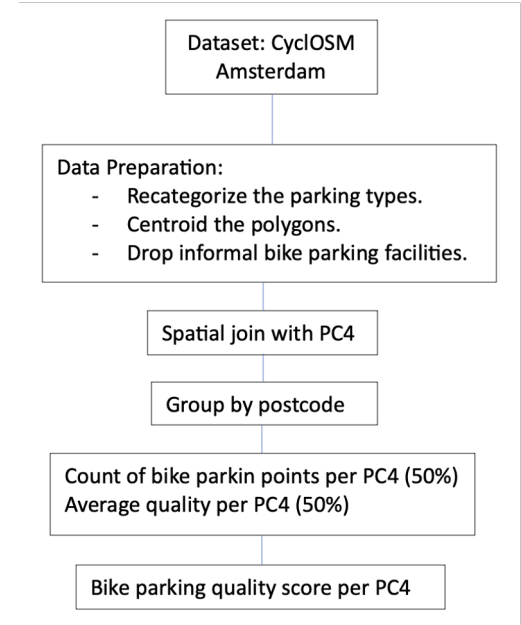 Dataset: CyclOSM
Amsterdam
Data Preparation:
- Recategorize the parking types.
- Centroid the polygons.
- Drop informal bike parking facilities.
Spatial join with PC4
Group by postcode
Count of bike parkin points per PC4 (50%)
Average quality per PC4 (50%)
Bike parking quality score per PC4